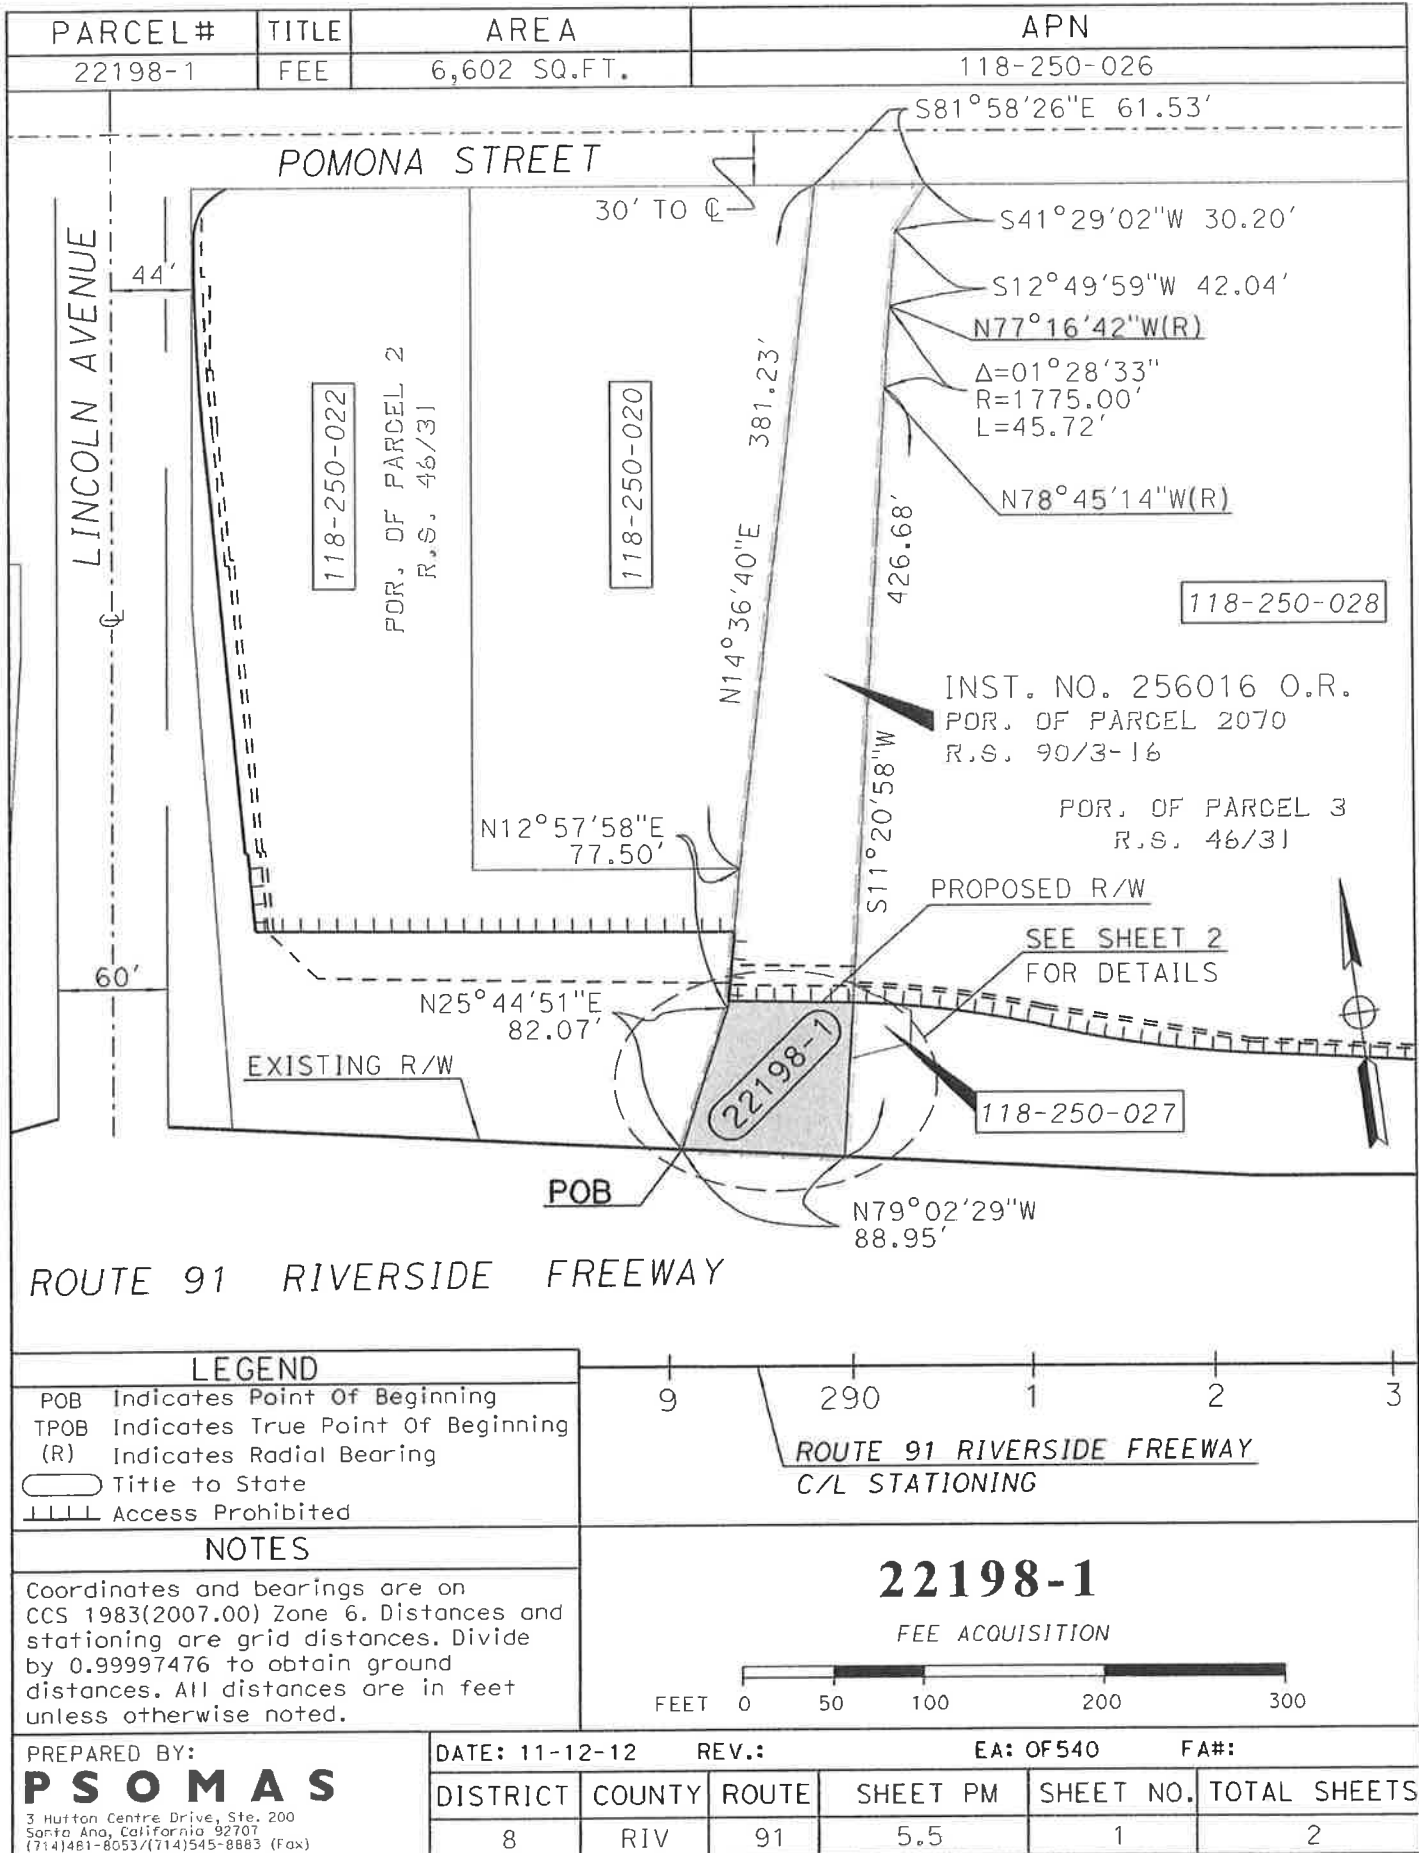 PARCEL# TITLE AREA APN
22198-1 FEE 6,602 SQ.FT. 118-250-026
S81°58'26"E 61.53'
POMONA STREET
30' TO ℄
S41°29'02"W 30.20'
LINCOLN AVENUE
44'
S12°49'59"W 42.04'
N77°16'42"W(R)
Δ=01°28'33"
R=1775.00'
L=45.72'
118-250-022
POR. OF PARCEL 2
R.S. 46/31
118-250-020
N14°36'40"E 381.23'
N78°45'14"W(R)
S11°20'58"W 426.68'
℄
118-250-028
INST. NO. 256016 O.R.
POR. OF PARCEL 2070
R.S. 90/3-16
POR. OF PARCEL 3
R.S. 46/31
N12°57'58"E
77.50'
PROPOSED R/W
SEE SHEET 2
FOR DETAILS
60'
N25°44'51"E
82.07'
EXISTING R/W
22198-1
118-250-027
POB
N79°02'29"W
88.95'
ROUTE 91 RIVERSIDE FREEWAY
LEGEND
POB Indicates Point Of Beginning
TPOB Indicates True Point Of Beginning
(R) Indicates Radial Bearing
Title to State
Access Prohibited
9 290 1 2 3
ROUTE 91 RIVERSIDE FREEWAY
C/L STATIONING
NOTES
Coordinates and bearings are on
CCS 1983(2007.00) Zone 6. Distances and
stationing are grid distances. Divide
by 0.99997476 to obtain ground
distances. All distances are in feet
unless otherwise noted.
22198-1
FEE ACQUISITION
FEET 0 50 100 200 300
PREPARED BY:
PSOMAS
3 Hutton Centre Drive, Ste. 200
Santa Ana, California 92707
(714)481-8053/(714)545-8883 (Fax)
DATE: 11-12-12 REV.: EA: OF540 FA#:
DISTRICT COUNTY ROUTE SHEET PM SHEET NO. TOTAL SHEETS
8 RIV 91 5.5 1 2